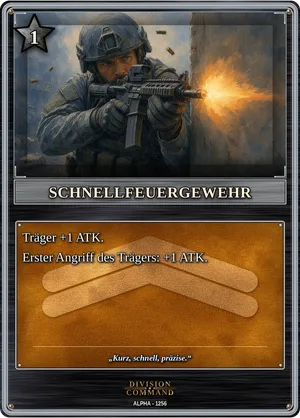 1
SCHNELLFEUERGEWEHR
Träger +1 ATK.
Erster Angriff des Trägers: +1 ATK.
„Kurz, schnell, präzise.“
DIVISION
COMMAND
ALPHA - 1256